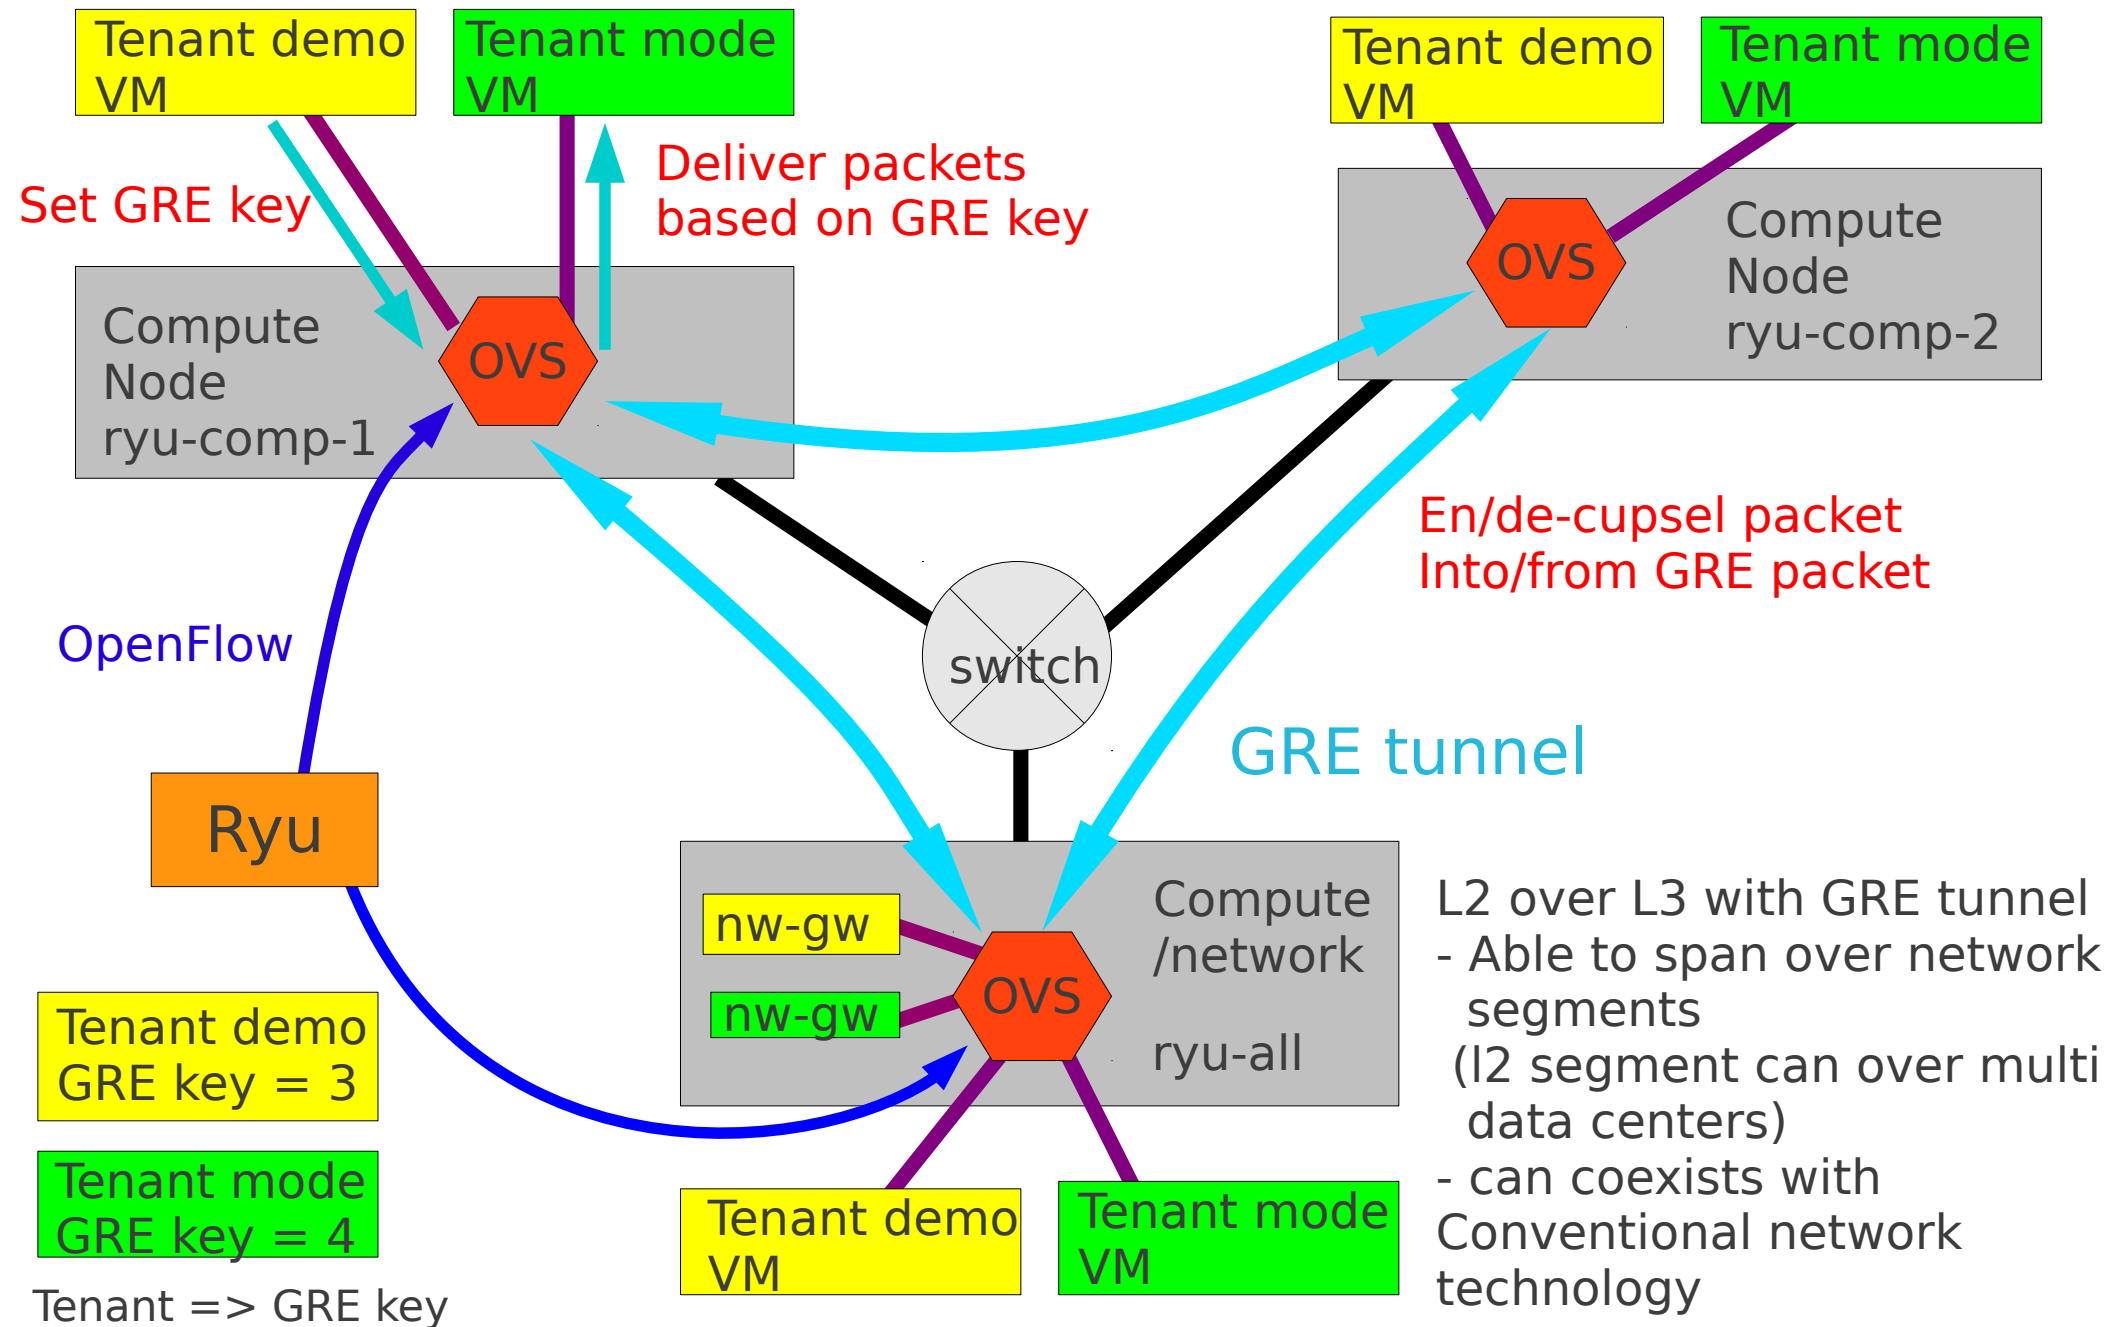 Tenant demo
VM
Tenant mode
VM
Tenant demo
VM
Tenant mode
VM
Set GRE key
Deliver packets
based on GRE key
Compute
Node
ryu-comp-1
OVS
OVS
Compute
Node
ryu-comp-2
En/de-cupsel packet
Into/from GRE packet
OpenFlow
switch
GRE tunnel
Ryu
nw-gw
nw-gw
OVS
Compute
/network
ryu-all
Tenant demo
GRE key = 3
Tenant mode
GRE key = 4
Tenant => GRE key
Tenant demo
VM
Tenant mode
VM
L2 over L3 with GRE tunnel
- Able to span over network
segments
(l2 segment can over multi
data centers)
- can coexists with
Conventional network
technology